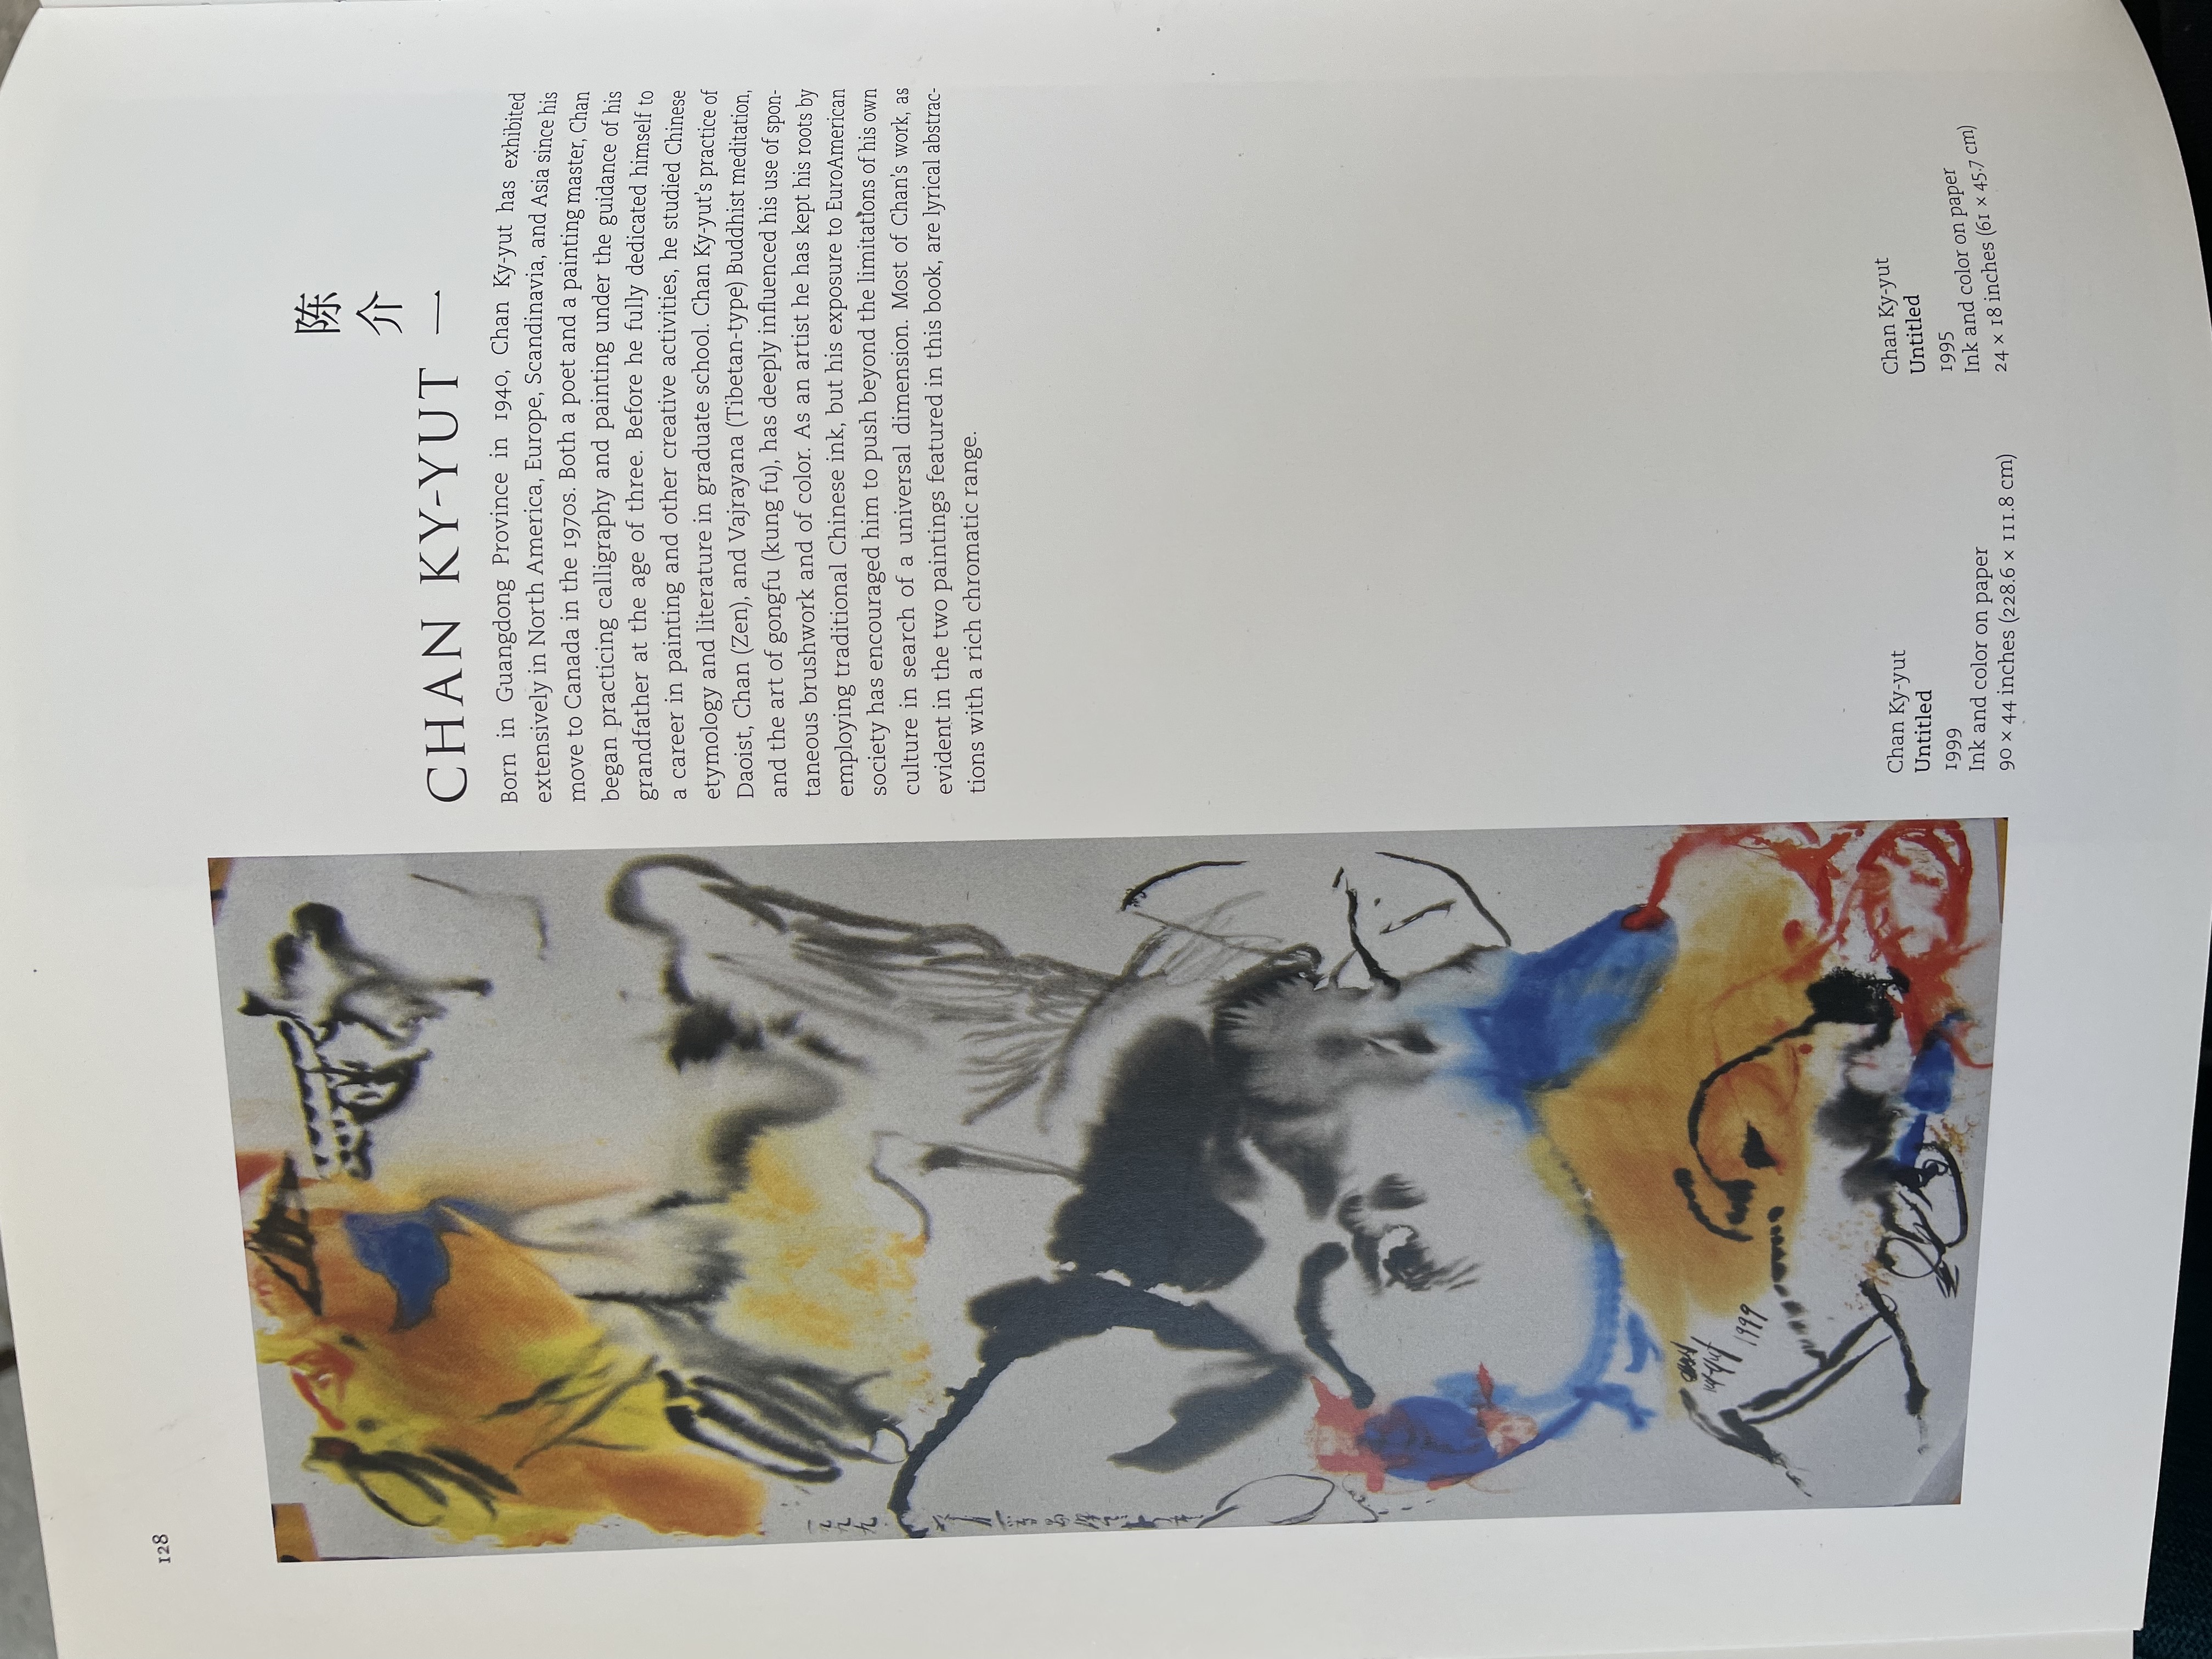 128
陈介一
CHAN KY-YUT
Born in Guangdong Province in 1940, Chan Ky-yut has exhibited
extensively in North America, Europe, Scandinavia, and Asia since his
move to Canada in the 1970s. Both a poet and a painting master, Chan
began practicing calligraphy and painting under the guidance of his
grandfather at the age of three. Before he fully dedicated himself to
a career in painting and other creative activities, he studied Chinese
etymology and literature in graduate school. Chan Ky-yut's practice of
Daoist, Chan (Zen), and Vajrayana (Tibetan-type) Buddhist meditation,
and the art of gongfu (kung fu), has deeply influenced his use of spon-
taneous brushwork and of color. As an artist he has kept his roots by
employing traditional Chinese ink, but his exposure to EuroAmerican
society has encouraged him to push beyond the limitations of his own
culture in search of a universal dimension. Most of Chan's work, as
evident in the two paintings featured in this book, are lyrical abstrac-
tions with a rich chromatic range.
一九九九
Ky-Yut
1999
Chan Ky-yut
Untitled
1999
Ink and color on paper
90 × 44 inches (228.6 × 111.8 cm)
Chan Ky-yut
Untitled
1995
Ink and color on paper
24 × 18 inches (61 × 45.7 cm)